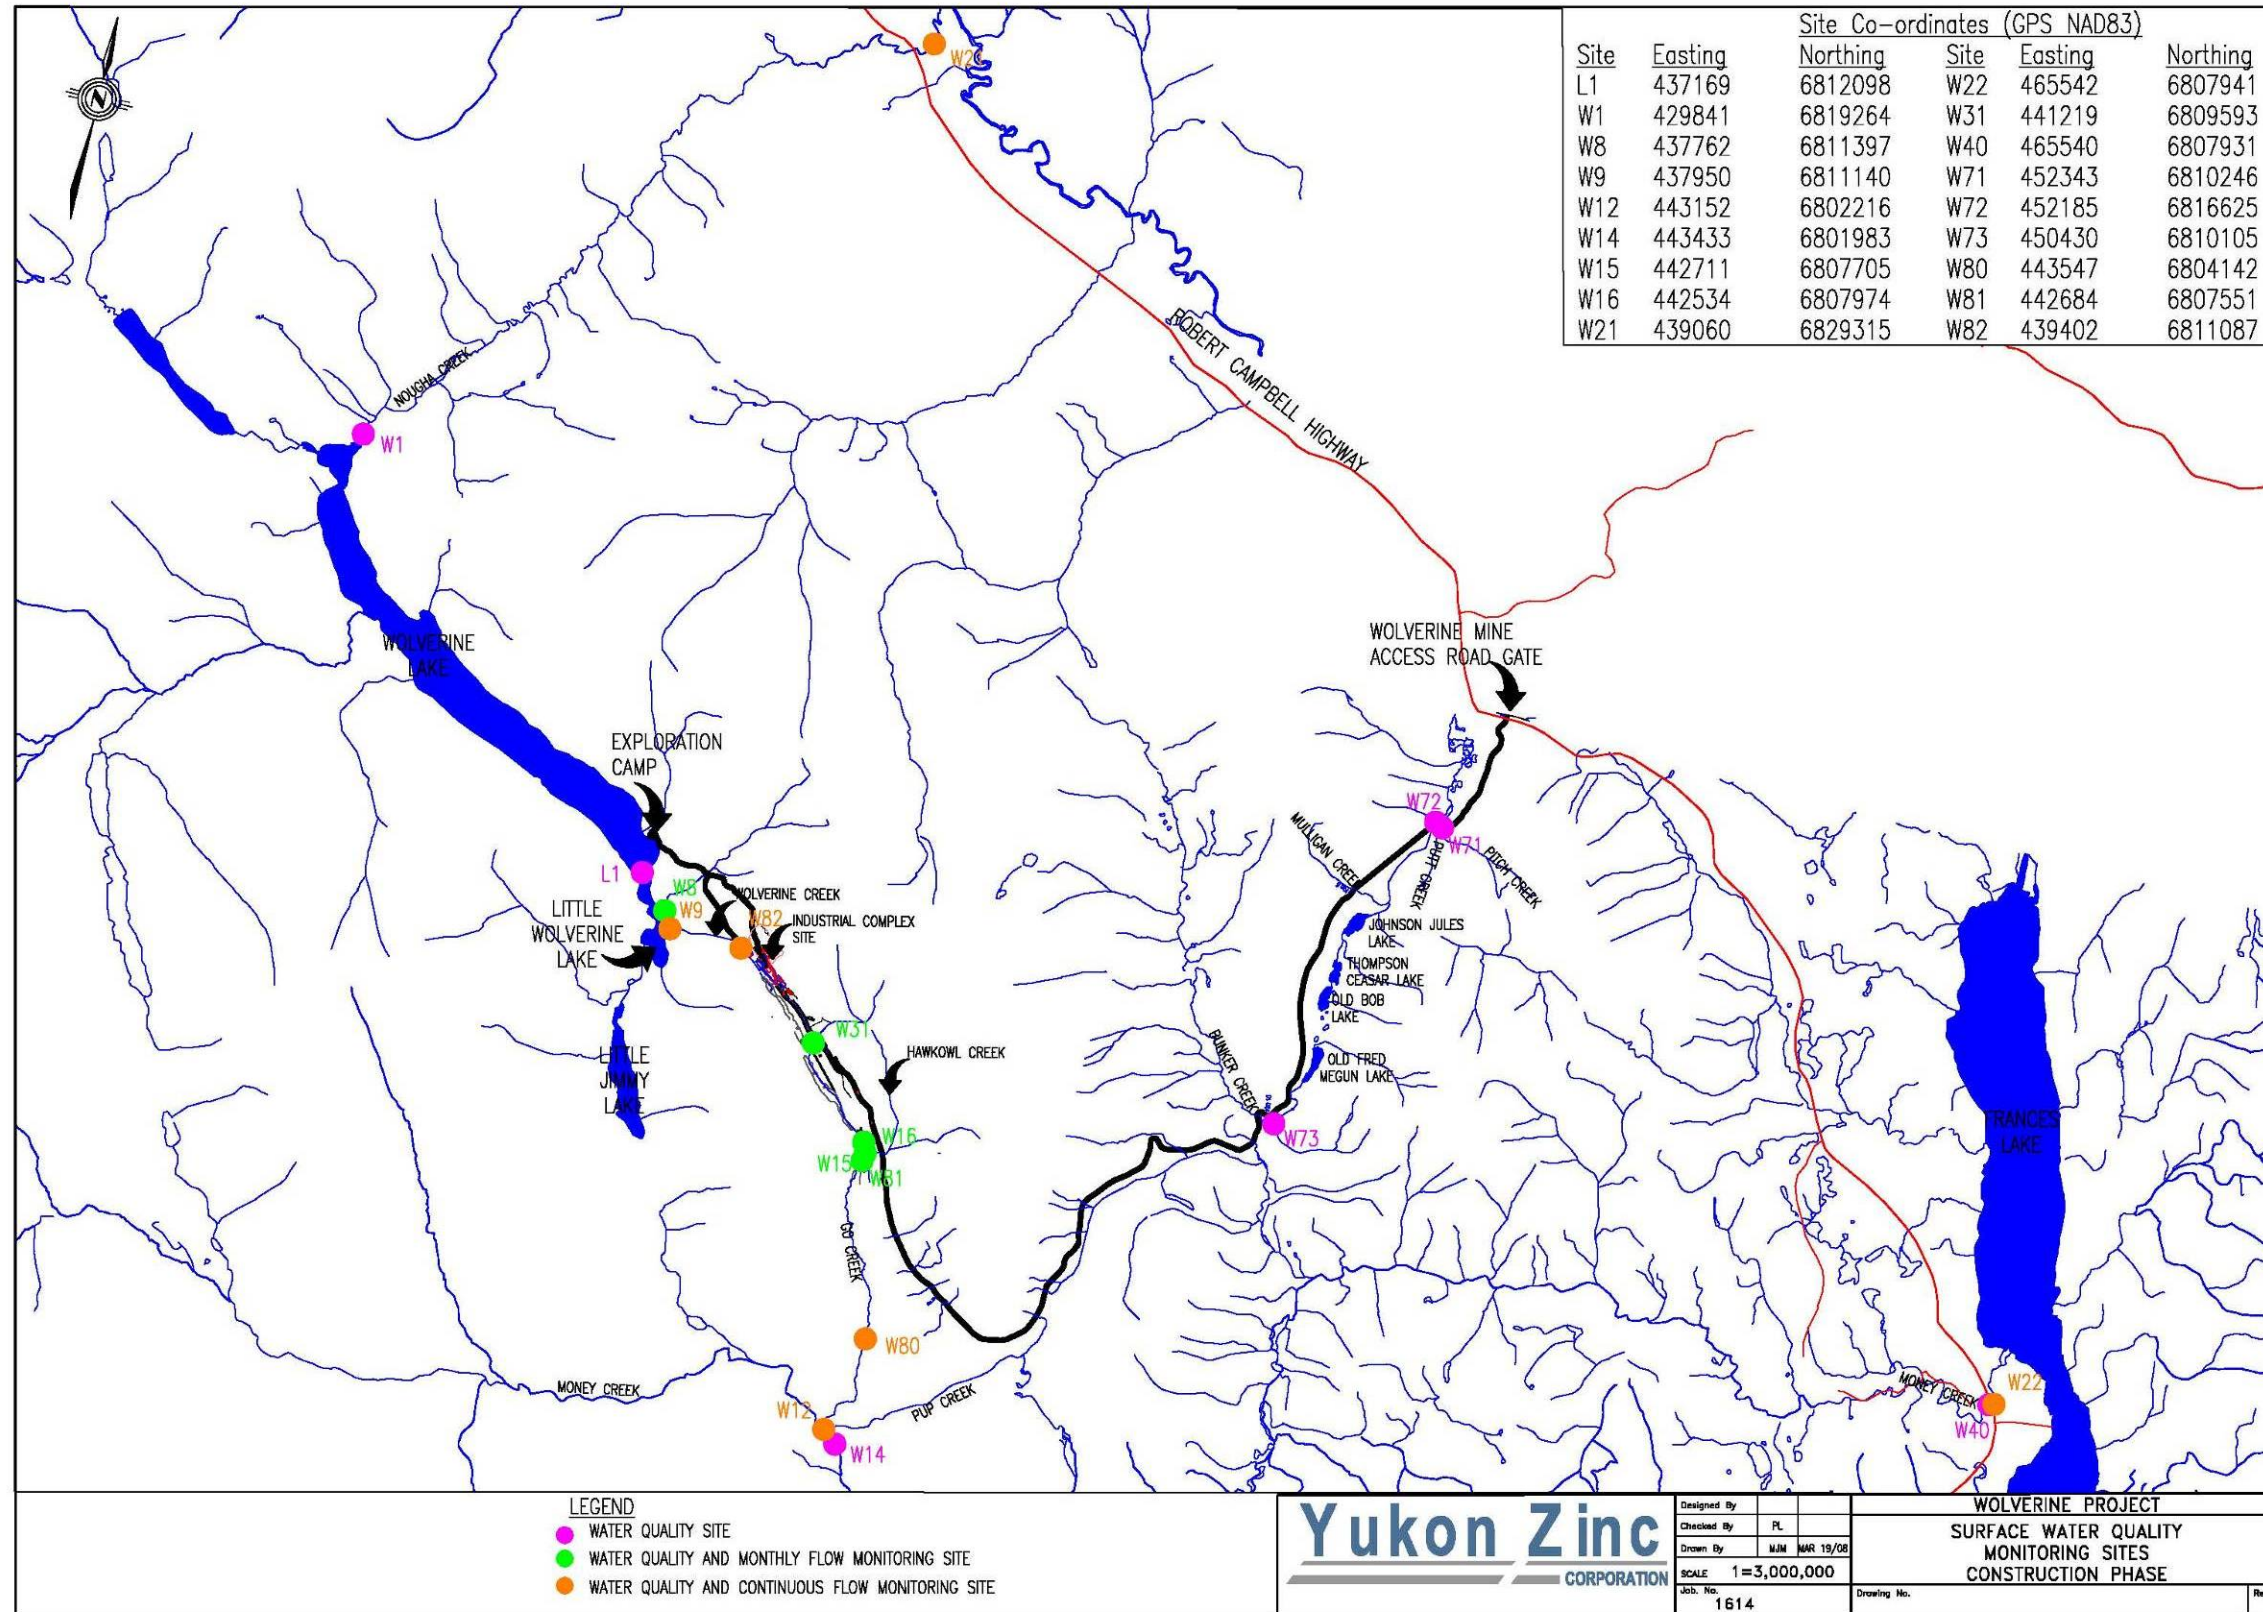 Site Co-ordinates (GPS NAD83)
Site Easting Northing Site Easting Northing
L1 437169 6812098 W22 465542 6807941
W1 429841 6819264 W31 441219 6809593
W8 437762 6811397 W40 465540 6807931
W9 437950 6811140 W71 452343 6810246
W12 443152 6802216 W72 452185 6816625
W14 443433 6801983 W73 450430 6810105
W15 442711 6807705 W80 443547 6804142
W16 442534 6807974 W81 442684 6807551
W21 439060 6829315 W82 439402 6811087
N
W21
ROBERT CAMPBELL HIGHWAY
NOUGHA CREEK
W1
WOLVERINE
LAKE
WOLVERINE MINE
ACCESS ROAD GATE
EXPLORATION
CAMP
W72
W71
MULLIGAN CREEK
PUTT CREEK
PITCH CREEK
L1
W8
W9
WOLVERINE CREEK
W82
INDUSTRIAL COMPLEX
SITE
LITTLE
WOLVERINE
LAKE
JOHNSON JULES
LAKE
THOMPSON
CEASAR LAKE
OLD BOB
LAKE
W31
HAWKOWL CREEK
LITTLE
JIMMY
LAKE
BUNKER CREEK
OLD FRED
MEGUN LAKE
FRANCES
LAKE
W73
W16
W15
W81
GO CREEK
W80
MONEY CREEK
PUP CREEK
W12
W14
MONEY CREEK
W22
W40
LEGEND
WATER QUALITY SITE
WATER QUALITY AND MONTHLY FLOW MONITORING SITE
WATER QUALITY AND CONTINUOUS FLOW MONITORING SITE
Yukon Zinc
CORPORATION
Designed By
Checked By PL
Drawn By MJM MAR 19/08
SCALE 1=3,000,000
Job. No.
1614
WOLVERINE PROJECT
SURFACE WATER QUALITY
MONITORING SITES
CONSTRUCTION PHASE
Drawing No.